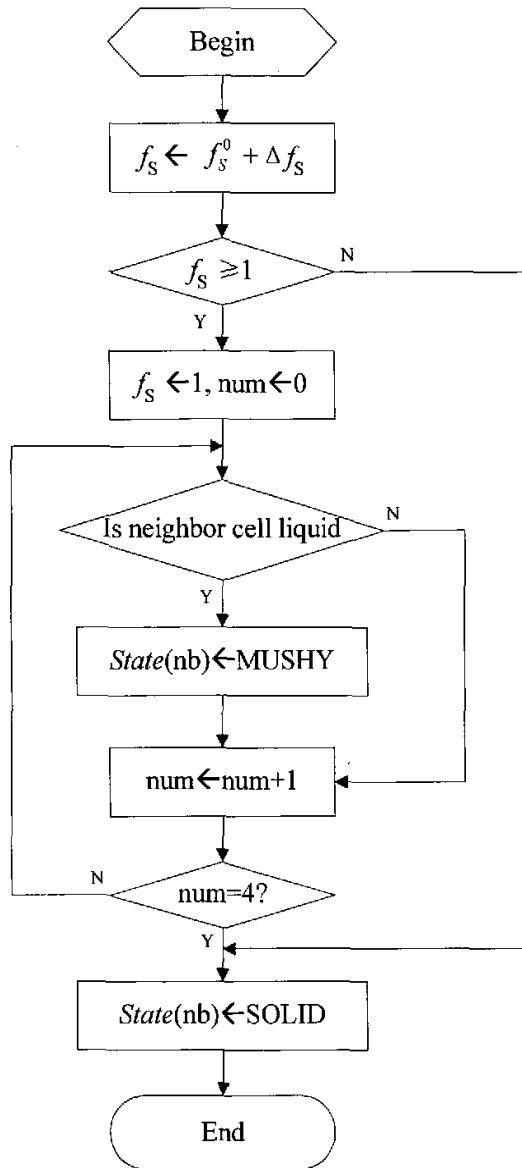 Begin
f_S ← f_S^0 + Δf_S
f_S ⩾1
N
Y
f_S ←1, num←0
Is neighbor cell liquid
N
Y
State(nb)←MUSHY
num←num+1
N
num=4?
Y
State(nb)←SOLID
End